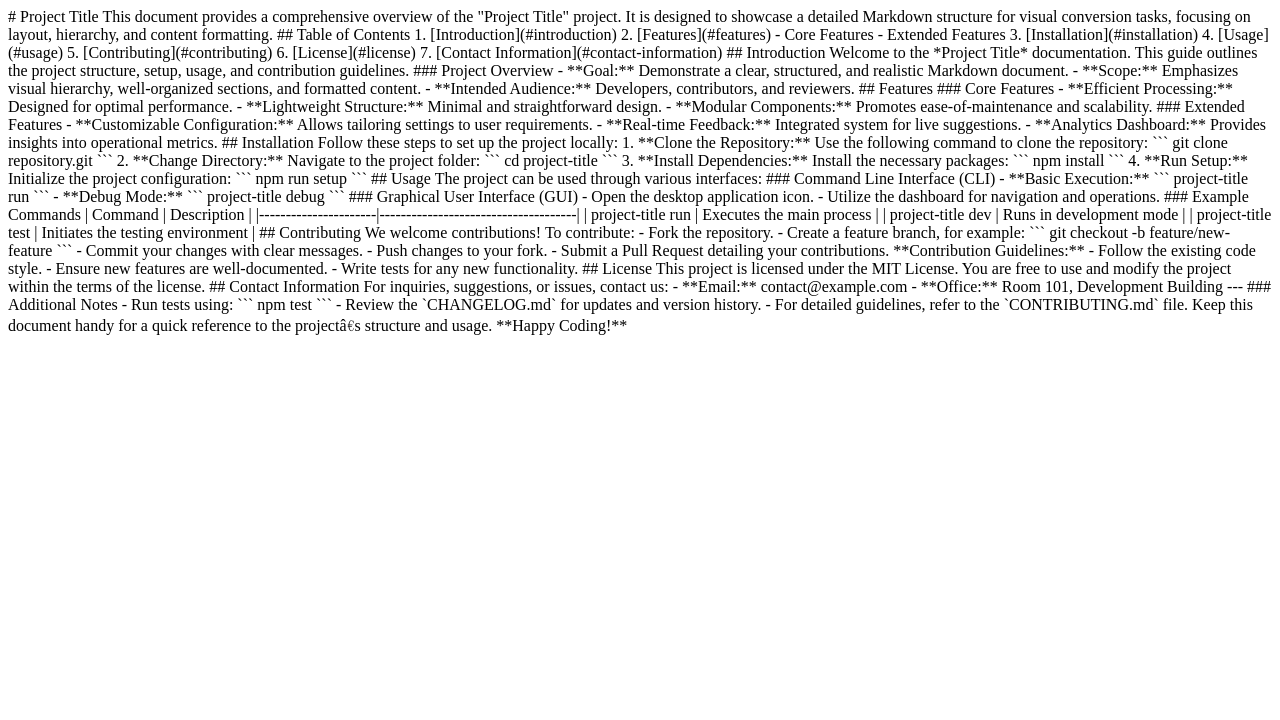 # Project Title This document provides a comprehensive overview of the "Project Title" project. It is designed to showcase a detailed Markdown structure for visual conversion tasks, focusing on
layout, hierarchy, and content formatting. ## Table of Contents 1. [Introduction](#introduction) 2. [Features](#features) - Core Features - Extended Features 3. [Installation](#installation) 4. [Usage]
(#usage) 5. [Contributing](#contributing) 6. [License](#license) 7. [Contact Information](#contact-information) ## Introduction Welcome to the *Project Title* documentation. This guide outlines
the project structure, setup, usage, and contribution guidelines. ### Project Overview - **Goal:** Demonstrate a clear, structured, and realistic Markdown document. - **Scope:** Emphasizes
visual hierarchy, well-organized sections, and formatted content. - **Intended Audience:** Developers, contributors, and reviewers. ## Features ### Core Features - **Efficient Processing:**
Designed for optimal performance. - **Lightweight Structure:** Minimal and straightforward design. - **Modular Components:** Promotes ease-of-maintenance and scalability. ### Extended
Features - **Customizable Configuration:** Allows tailoring settings to user requirements. - **Real-time Feedback:** Integrated system for live suggestions. - **Analytics Dashboard:** Provides
insights into operational metrics. ## Installation Follow these steps to set up the project locally: 1. **Clone the Repository:** Use the following command to clone the repository: ``` git clone
repository.git ``` 2. **Change Directory:** Navigate to the project folder: ``` cd project-title ``` 3. **Install Dependencies:** Install the necessary packages: ``` npm install ``` 4. **Run Setup:**
Initialize the project configuration: ``` npm run setup ``` ## Usage The project can be used through various interfaces: ### Command Line Interface (CLI) - **Basic Execution:** ``` project-title
run ``` - **Debug Mode:** ``` project-title debug ``` ### Graphical User Interface (GUI) - Open the desktop application icon. - Utilize the dashboard for navigation and operations. ### Example
Commands | Command | Description | |----------------------|-------------------------------------| | project-title run | Executes the main process | | project-title dev | Runs in development mode | | project-title
test | Initiates the testing environment | ## Contributing We welcome contributions! To contribute: - Fork the repository. - Create a feature branch, for example: ``` git checkout -b feature/new-
feature ``` - Commit your changes with clear messages. - Push changes to your fork. - Submit a Pull Request detailing your contributions. **Contribution Guidelines:** - Follow the existing code
style. - Ensure new features are well-documented. - Write tests for any new functionality. ## License This project is licensed under the MIT License. You are free to use and modify the project
within the terms of the license. ## Contact Information For inquiries, suggestions, or issues, contact us: - **Email:** contact@example.com - **Office:** Room 101, Development Building --- ###
Additional Notes - Run tests using: ``` npm test ``` - Review the `CHANGELOG.md` for updates and version history. - For detailed guidelines, refer to the `CONTRIBUTING.md` file. Keep this
document handy for a quick reference to the projectâ€s structure and usage. **Happy Coding!**